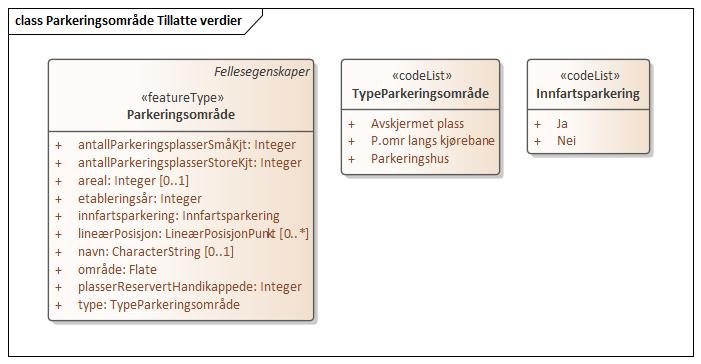 class Parkeringsområde Tillatte verdier
Fellesegenskaper
«featureType»
Parkeringsområde
+ antallParkeringsplasserSmåKjt: Integer
+ antallParkeringsplasserStoreKjt: Integer
+ areal: Integer [0..1]
+ etableringsår: Integer
+ innfartsparkering: Innfartsparkering
+ lineærPosisjon: LineærPosisjonPunkt [0..*]
+ navn: CharacterString [0..1]
+ område: Flate
+ plasserReservertHandikappede: Integer
+ type: TypeParkeringsområde
«codeList»
TypeParkeringsområde
+ Avskjermet plass
+ P.omr langs kjørebane
+ Parkeringshus
«codeList»
Innfartsparkering
+ Ja
+ Nei